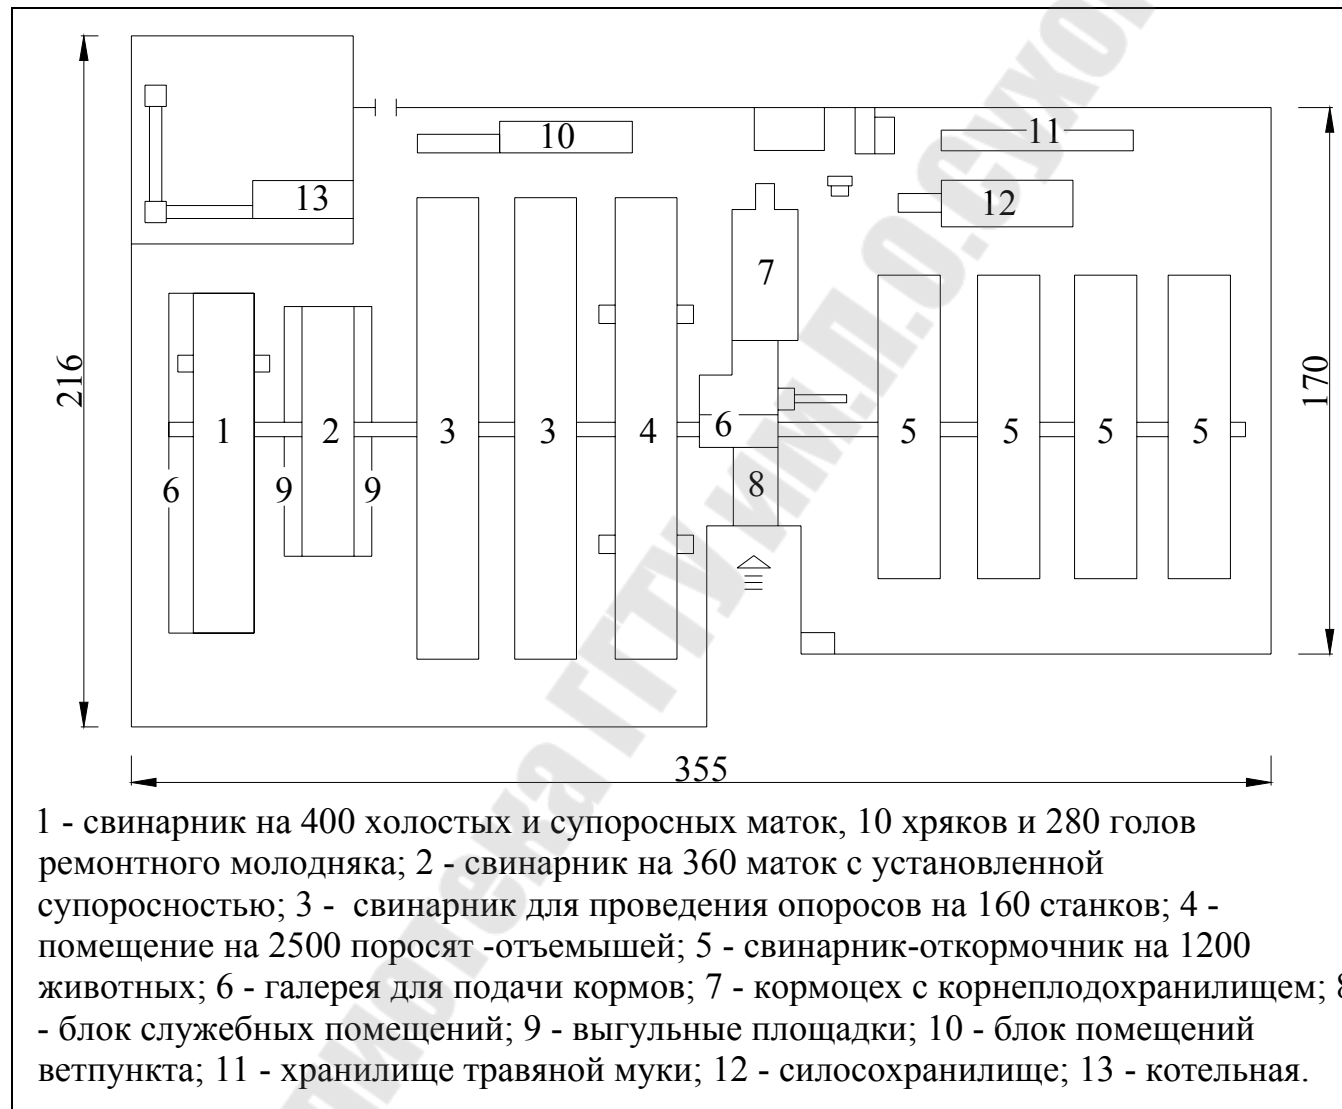 10
11
13
12
7
216
170
1
2
3
3
4
6
5
5
5
5
6
9
9
8
355
1 - свинарник на 400 холостых и супоросных маток, 10 хряков и 280 голов
ремонтного молодняка; 2 - свинарник на 360 маток с установленной
супоросностью; 3 - свинарник для проведения опоросов на 160 станков; 4 -
помещение на 2500 поросят -отъемышей; 5 - свинарник-откормочник на 1200
животных; 6 - галерея для подачи кормов; 7 - кормоцех с корнеплодохранилищем; 8
- блок служебных помещений; 9 - выгульные площадки; 10 - блок помещений
ветпункта; 11 - хранилище травяной муки; 12 - силосохранилище; 13 - котельная.
иотека ГГТУ им.П.О.Сухо